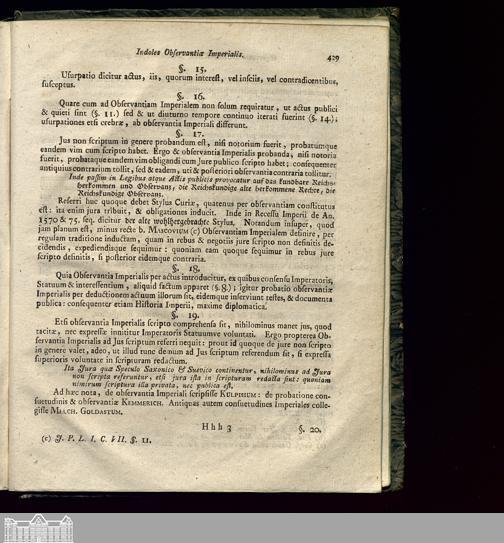 Indoles Observantiæ Imperialis. 429
§. 15.
Usurpatio dicitur actus, iis, quorum interest, vel insciis, vel contradicentibus,
susceptus.
§. 16.
Quare cum ad Observantiam Imperialem non solum requiratur, ut actus publici
& quieti sint (§. 11.) sed & ut diuturno tempore continuo iterati fuerint (§. 14.);
usurpationes etsi crebræ, ab observantia Imperiali differunt.
§. 17.
Jus non scriptum in genere probandum est, nisi notorium fuerit, probatumque
eandem vim cum scripto habet. Ergo & observantia Imperialis probanda, nisi notoria
fuerit, probataque eandem vim obligandi cum Jure publico scripto habet; consequenter
antiquius contrarium tollit, sed & eadem, uti & posteriori observantia contraria tollitur.
Inde passim in Legibus atque Actis publicis provocatur auf das kundbare Reichs-
herkommen und Observanz, die Reichskundige alte herkommene Rechte, die
Reichskundige Observanz.
Referri huc quoque debet Stylus Curiæ, quatenus per observantiam constitutus
est: ita enim jura tribuit, & obligationes inducit. Inde in Recessu Imperii de An.
1570 & 75. seq. dicitur der alte wohlhergebrachte Stylus. Notandum insuper, quod
jam planum est, minus recte b. MASCOVIUM (c) Observantiam Imperialem definire, per
regulam traditione inductam, quam in rebus & negotiis jure scripto non definitis de-
cidendis, expediendisque sequimur; quoniam eam quoque sequimur in rebus jure
scripto definitis, si posterior eidemque contraria.
§. 18.
Quia Observantia Imperialis per actus introducitur, ex quibus consensu Imperatoris,
Statuum & interessentium, aliquid factum apparet (§. 8.); igitur probatio observantiæ
Imperialis per deductionem actuum illorum fit, eidemque inserviunt testes, & documenta
publica: consequenter etiam Historia Imperii, maxime diplomatica.
§. 19.
Etsi observantia Imperialis scripto comprehensa sit, nihilominus manet jus, quod
tacitæ, nec expressæ innititur Imperatoris Statuumve voluntati. Ergo propterea Ob-
servantia Imperialis ad Jus scriptum referri nequit: prout id quoque de jure non scripto
in genere valet, adeo, ut illud tunc demum ad Jus scriptum referendum sit, si expressa
superioris voluntate in scripturam redactum.
Ita Jura quæ Speculo Saxonico & Suevico continentur, nihilominus ad Jura
non scripta referuntur, etsi jura ista in scripturam redacta sint: quoniam
nimirum scriptura illa privata, nec publica est.
Ad hæc nota, de observantia Imperiali scripsisse KULPISIUM: de probatione con-
suetudinis & observantiæ KEMMERICH. Antiquas autem consuetudines Imperiales colle-
gisse MELCH. GOLDASTUM.
Hhh 3 §. 20.
(c) J. P. L. I. C. VII. §. 11.